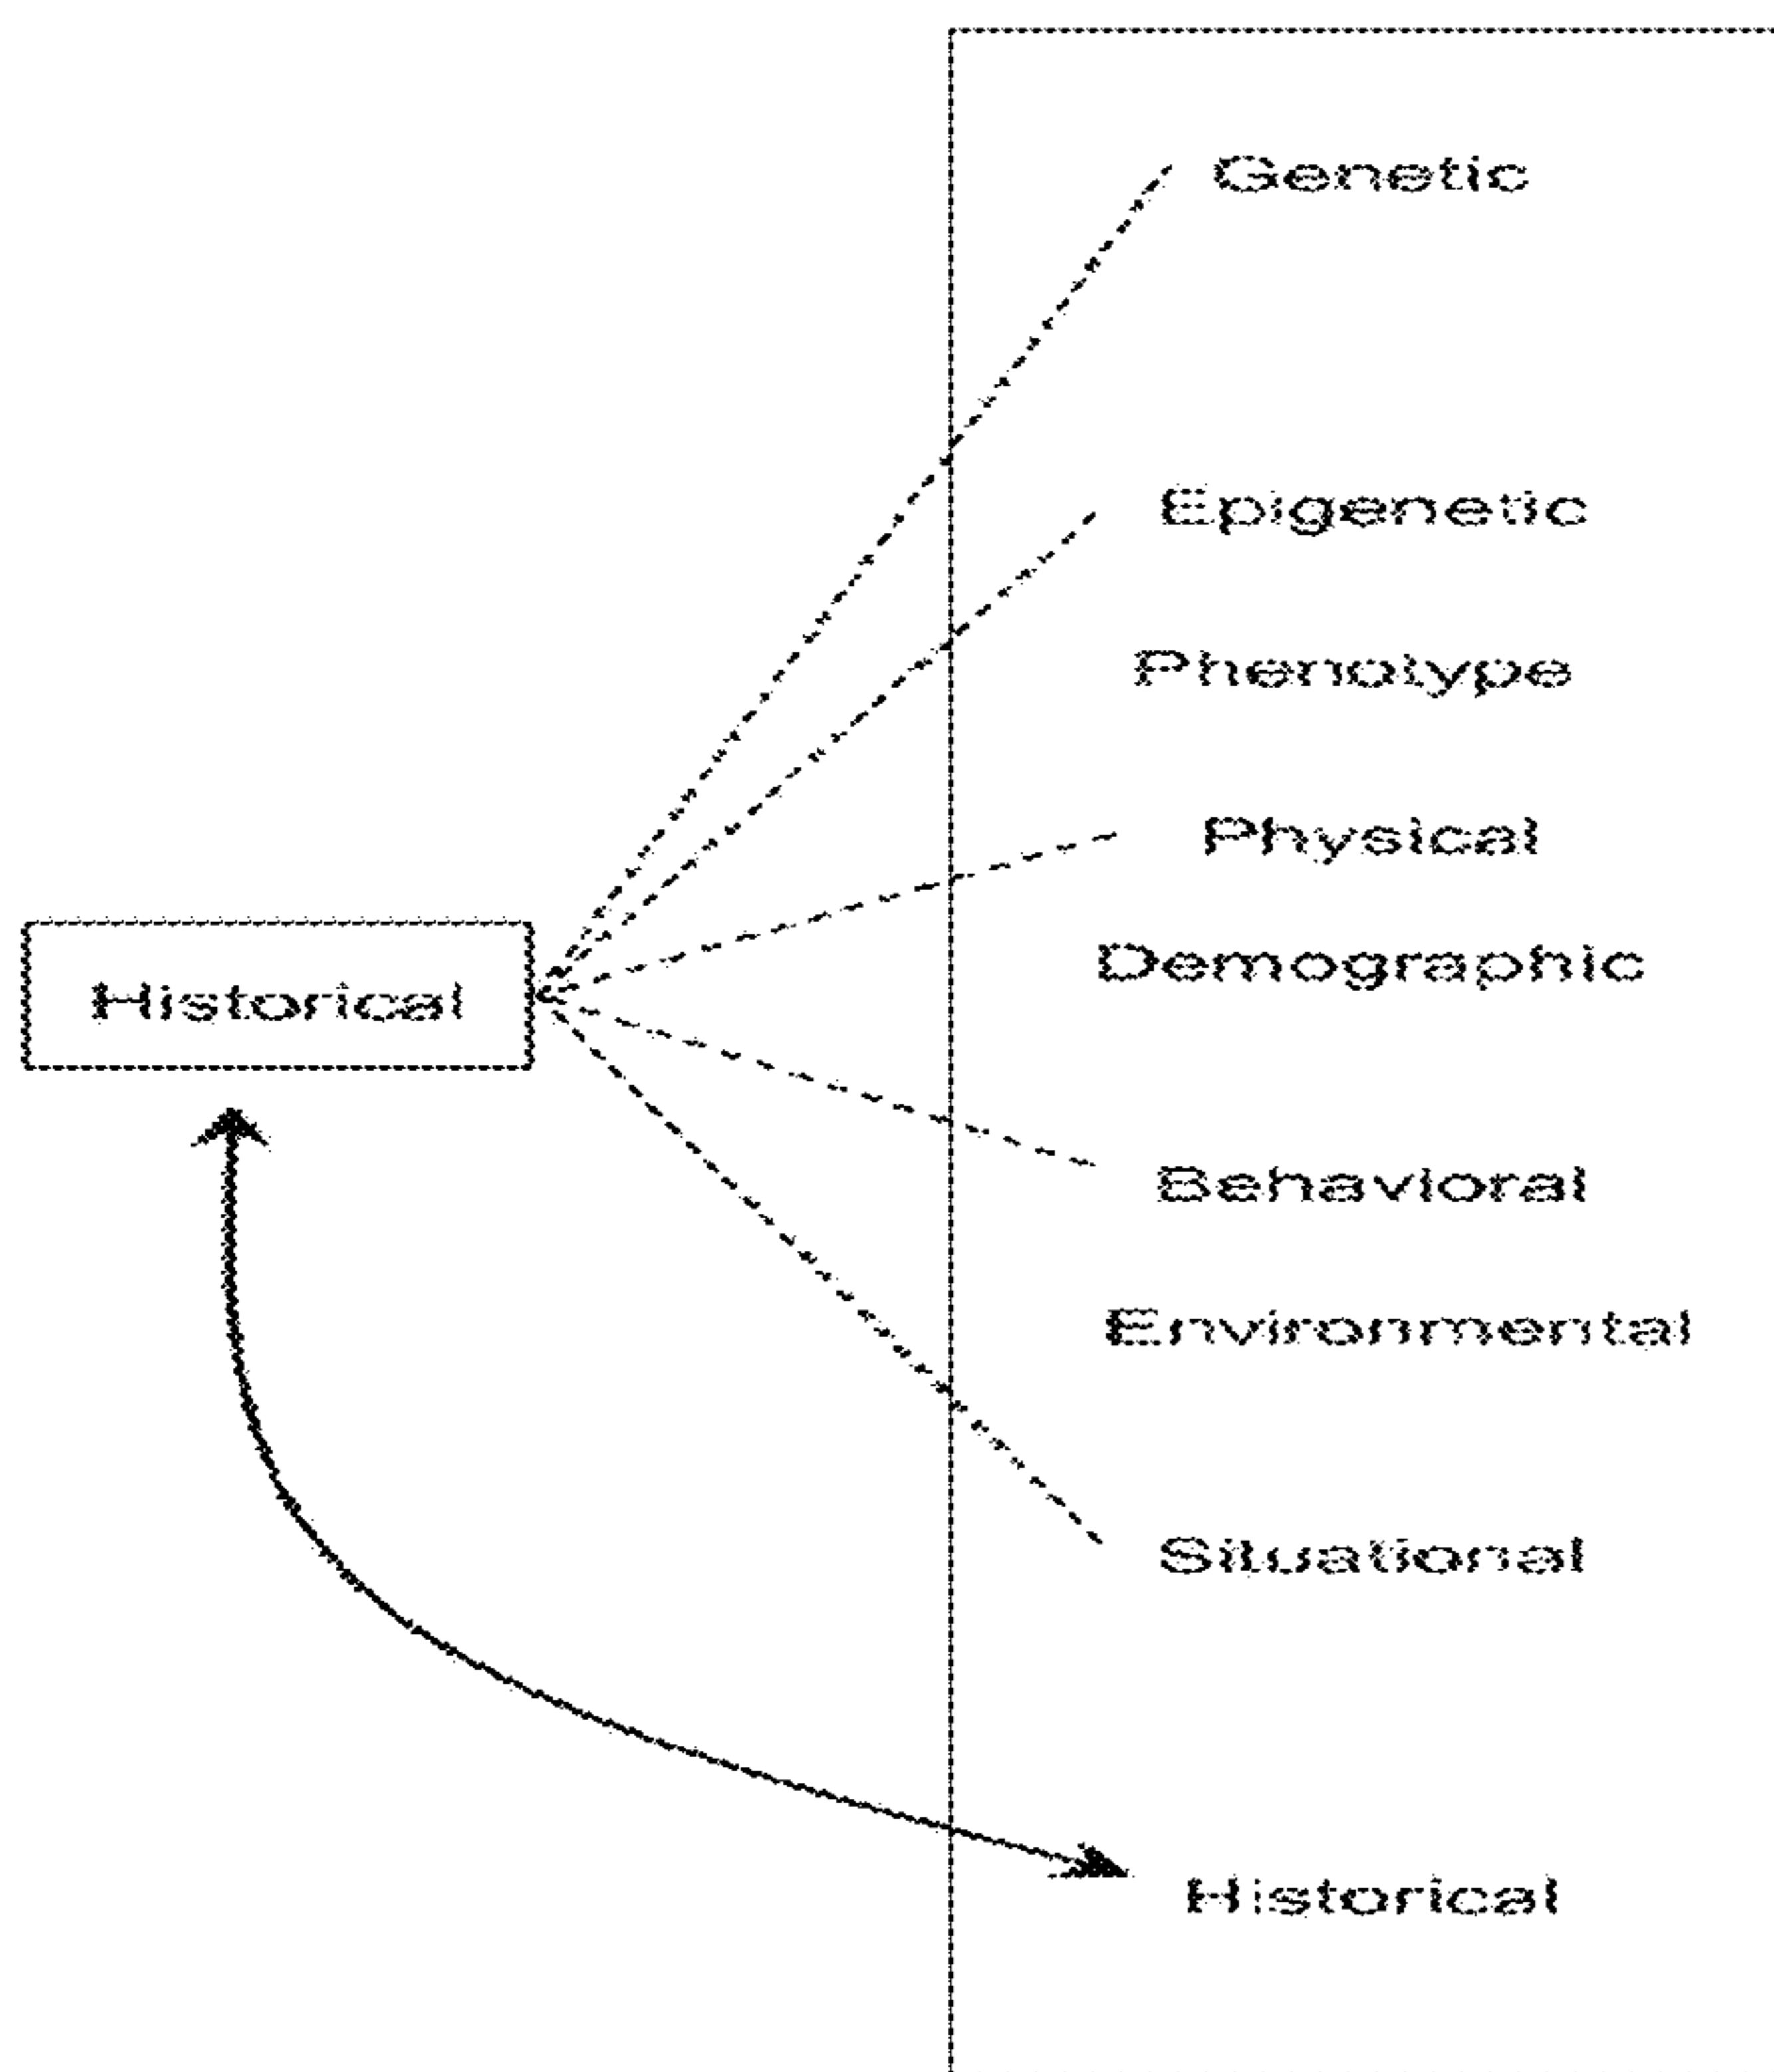 Genetic
Epigenetic
Phenotype
Physical
Demographic
Historical
Behavioral
Environmental
Situational
Historical